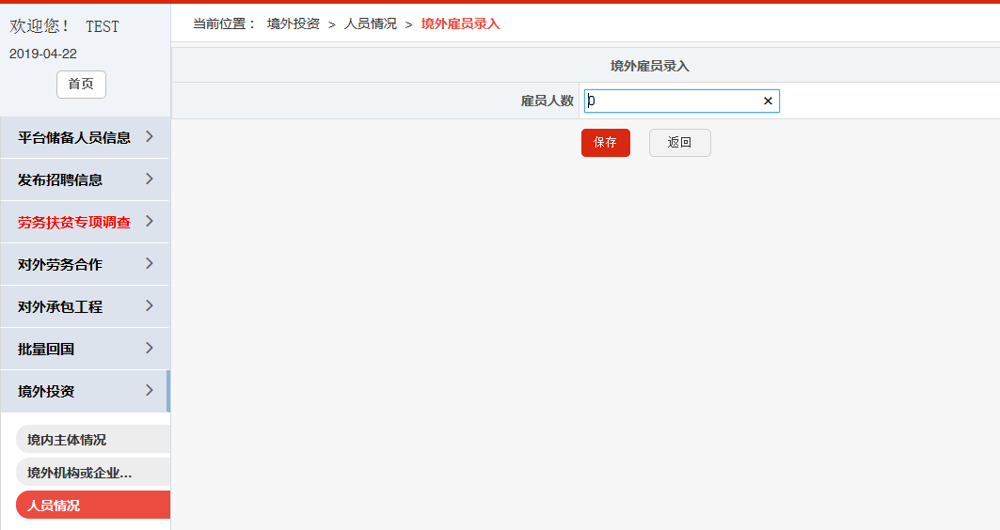 欢迎您! TEST
2019-04-22
首页
平台储备人员信息
发布招聘信息
劳务扶贫专项调查
对外劳务合作
对外承包工程
批量回国
境外投资
境内主体情况
境外机构或企业...
人员情况
当前位置: 境外投资 > 人员情况 > 境外雇员录入
境外雇员录入
雇员人数 0
保存 返回